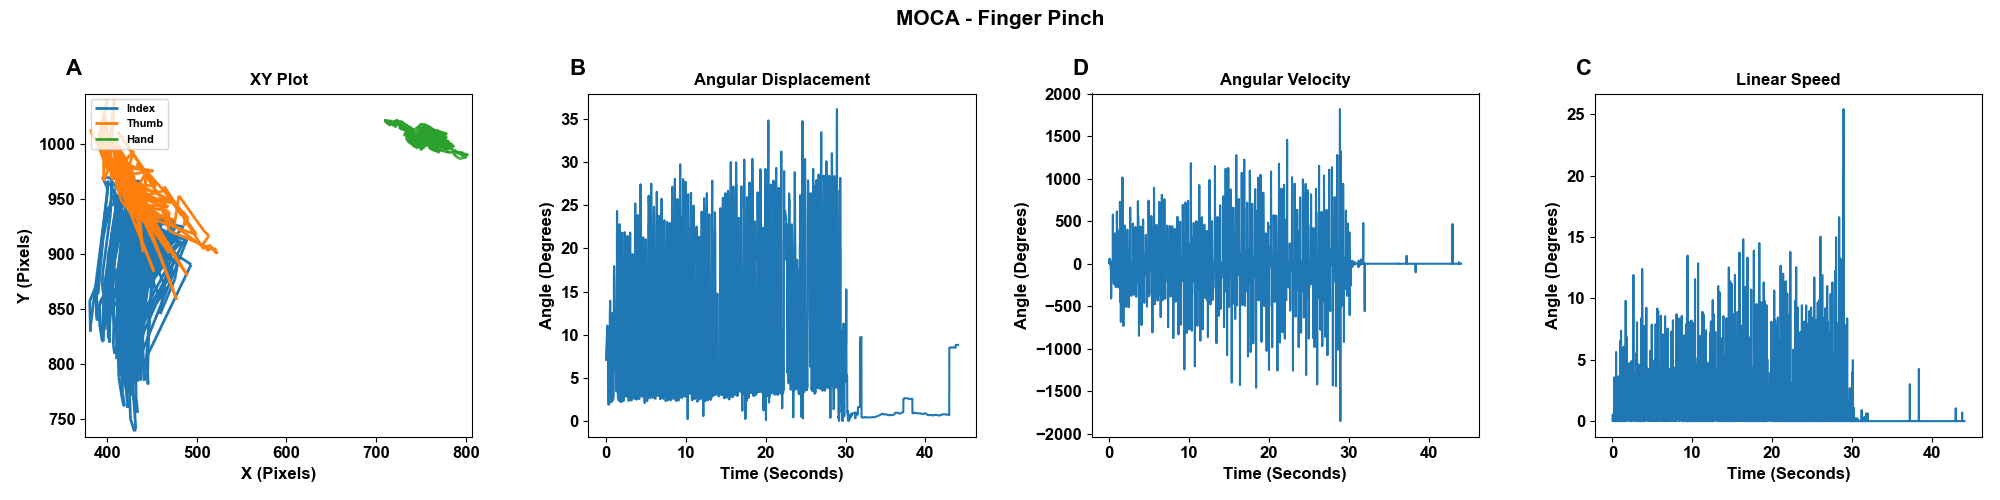 MOCA - Finger Pinch
A
XY Plot
Index
Thumb
Hand
1000
950
900
850
800
750
Y (Pixels)
400
500
600
700
800
X (Pixels)
B
Angular Displacement
35
30
25
20
15
10
5
0
Angle (Degrees)
0
10
20
30
40
Time (Seconds)
D
Angular Velocity
2000
1500
1000
500
0
−500
−1000
−1500
−2000
Angle (Degrees)
0
10
20
30
40
Time (Seconds)
C
Linear Speed
25
20
15
10
5
0
Angle (Degrees)
0
10
20
30
40
Time (Seconds)